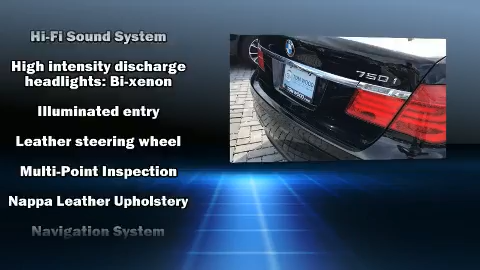 Hi-Fi Sound System
High intensity discharge
headlights: Bi-xenon
Illuminated entry
Leather steering wheel
Multi-Point Inspection
Nappa Leather Upholstery
Navigation System
750i